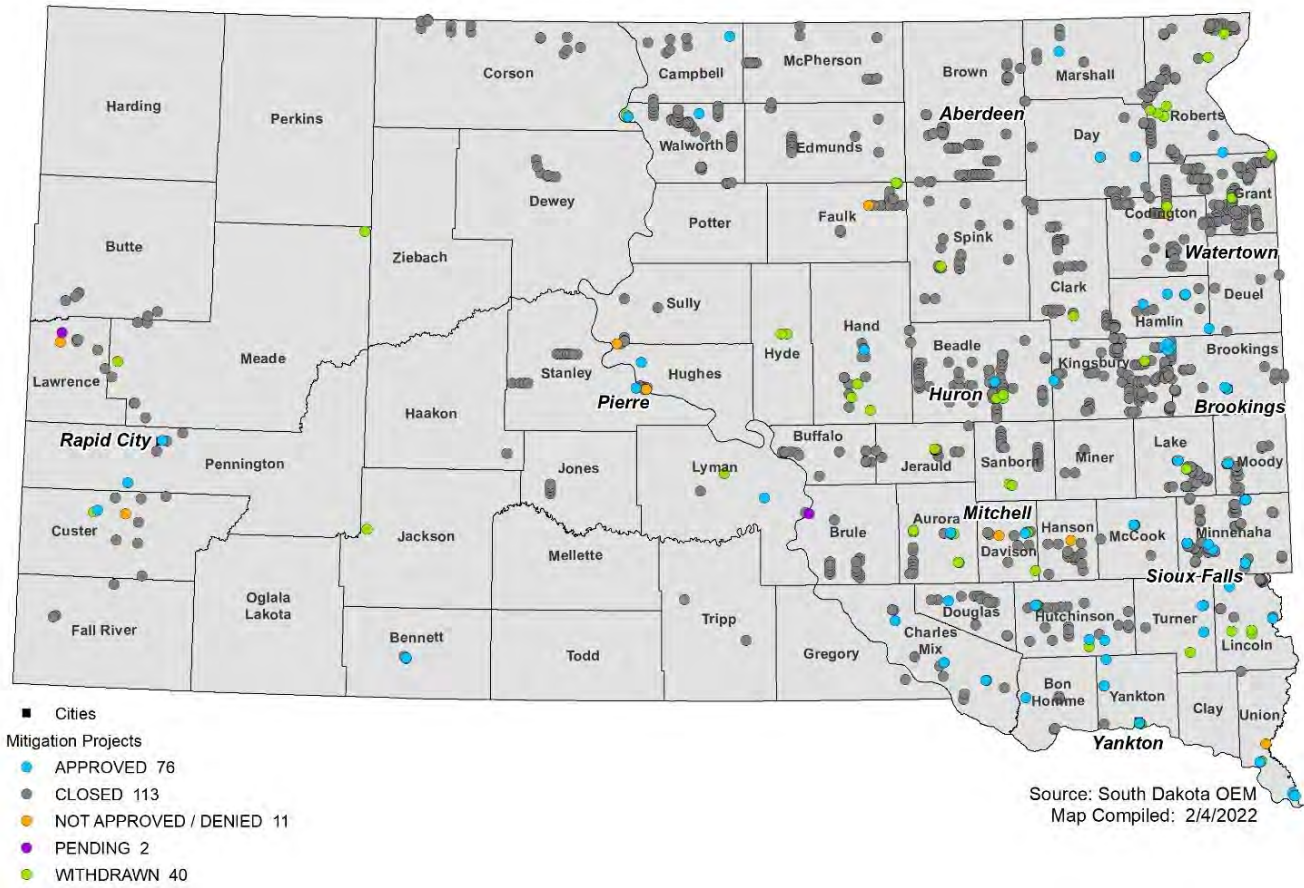 Harding
Perkins
Corson
Campbell
McPherson
Brown
Marshall
Roberts
Aberdeen
Day
Walworth
Edmunds
Dewey
Potter
Faulk
Grant
Codington
Butte
Ziebach
Spink
Watertown
Clark
Deuel
Sully
Hamlin
Meade
Hand
Lawrence
Stanley
Hughes
Hyde
Beadle
Kingsbury
Brookings
Haakon
Pierre
Huron
Brookings
Rapid City
Pennington
Buffalo
Jones
Lyman
Jerauld
Sanborn
Miner
Lake
Moody
Custer
Jackson
Mellette
Brule
Aurora
Mitchell
Davison
Hanson
McCook
Minnehaha
Sioux Falls
Oglala
Lakota
Fall River
Bennett
Todd
Tripp
Gregory
Charles
Mix
Douglas
Hutchinson
Turner
Lincoln
Bon
Homme
Yankton
Clay
Union
Yankton
Cities
Mitigation Projects
APPROVED 76
CLOSED 113
NOT APPROVED / DENIED 11
PENDING 2
WITHDRAWN 40
Source: South Dakota OEM
Map Compiled: 2/4/2022